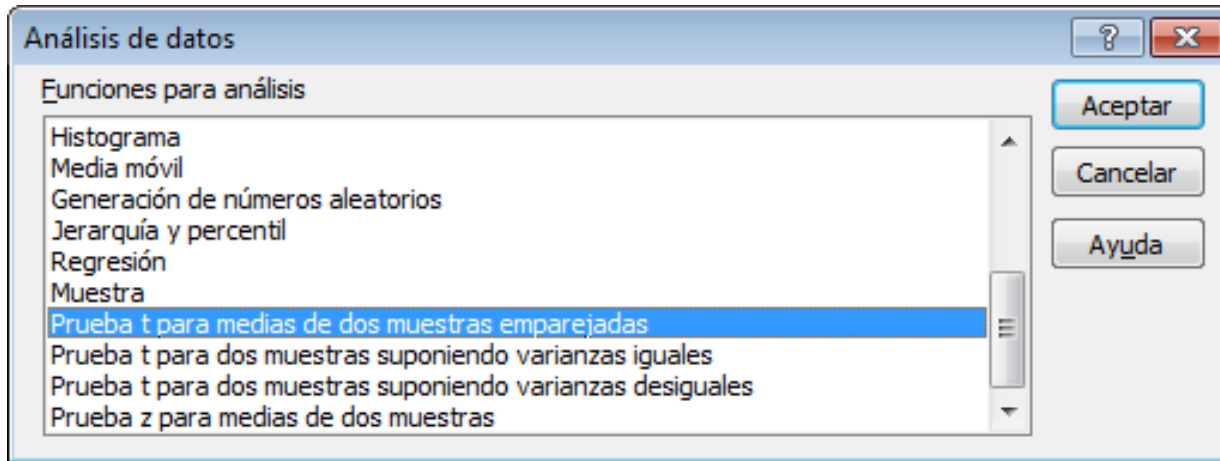 Análisis de datos
Funciones para análisis
Histograma
Media móvil
Generación de números aleatorios
Jerarquía y percentil
Regresión
Muestra
Prueba t para medias de dos muestras emparejadas
Prueba t para dos muestras suponiendo varianzas iguales
Prueba t para dos muestras suponiendo varianzas desiguales
Prueba z para medias de dos muestras
Aceptar
Cancelar
Ayuda